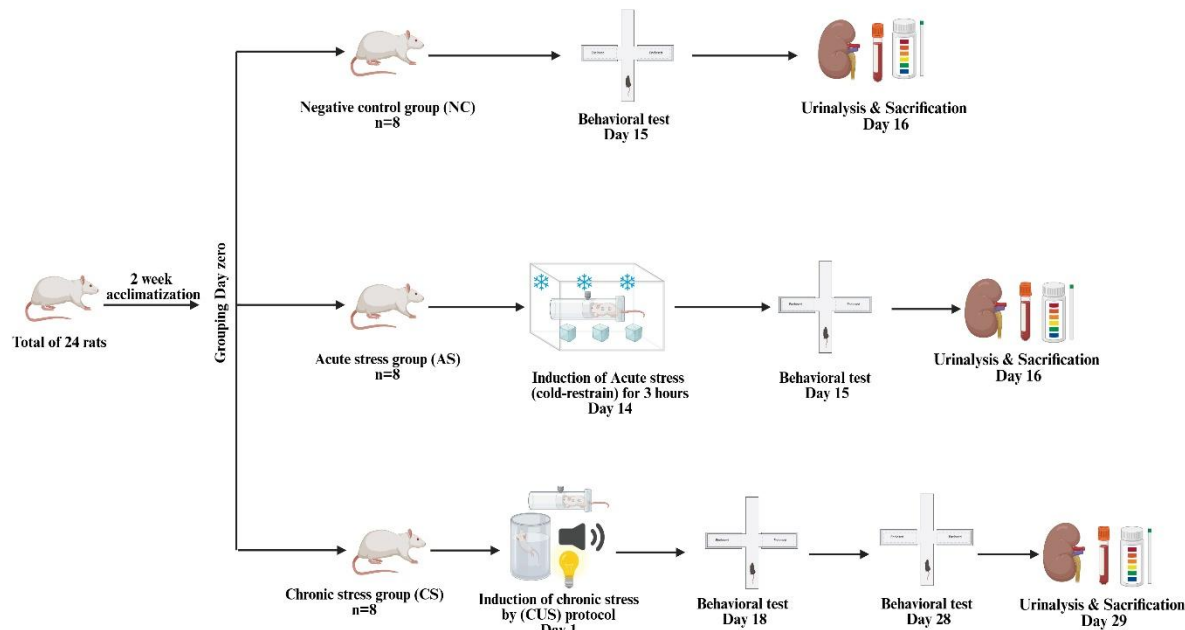 Negative control group (NC)
n=8
Behavioral test
Day 15
Urinalysis & Sacrification
Day 16
Total of 24 rats
2 week
acclimatization
Grouping Day zero
Acute stress group (AS)
n=8
Induction of Acute stress
(cold-restrain) for 3 hours
Day 14
Behavioral test
Day 15
Urinalysis & Sacrification
Day 16
Chronic stress group (CS)
n=8
Induction of chronic stress
by (CUS) protocol
Day 1
Behavioral test
Day 18
Behavioral test
Day 28
Urinalysis & Sacrification
Day 29